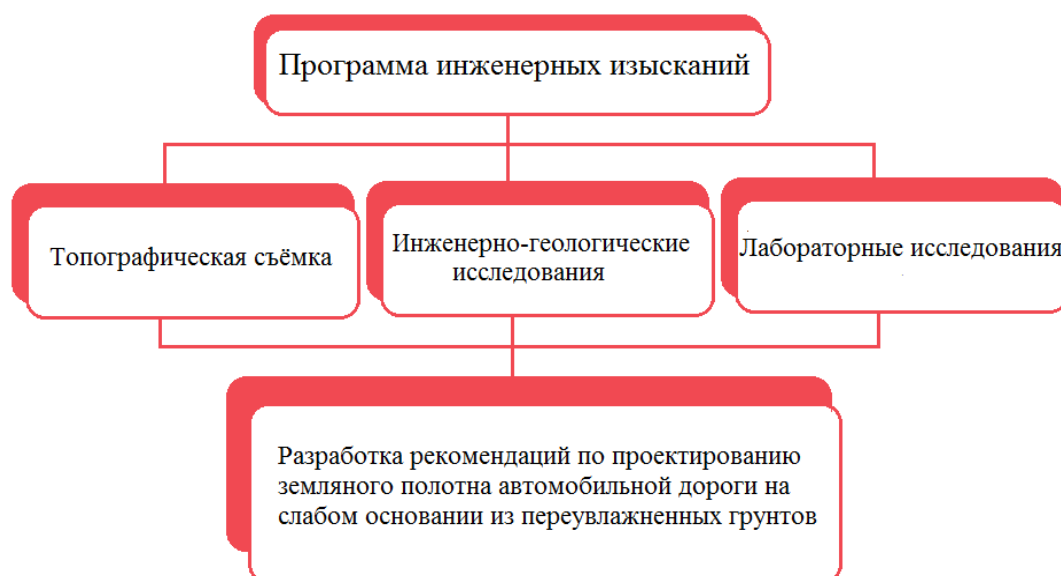 Программа инженерных изысканий
Топографическая съёмка
Инженерно-геологические
исследования
Лабораторные исследования
Разработка рекомендаций по проектированию
земляного полотна автомобильной дороги на
слабом основании из переувлажненных грунтов